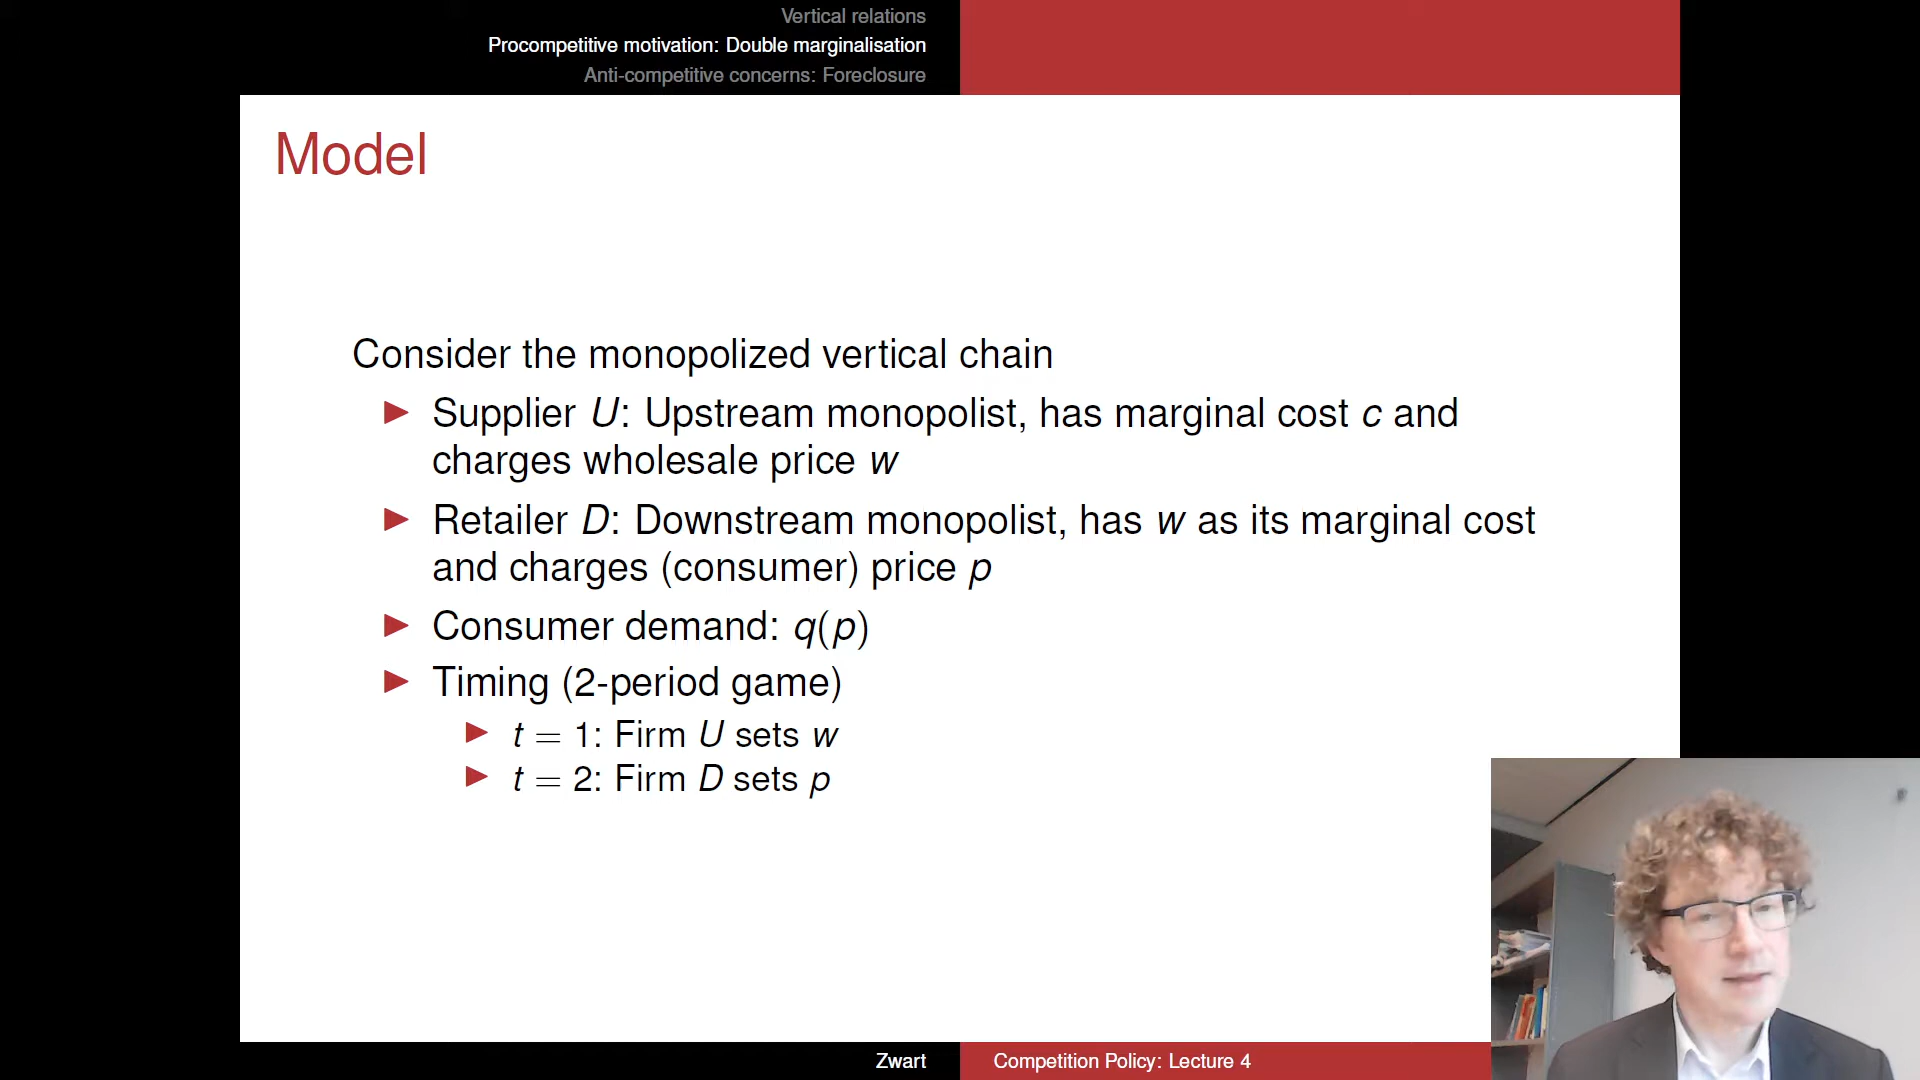 Vertical relations
Procompetitive motivation: Double marginalisation
Anti-competitive concerns: Foreclosure
Model
Consider the monopolized vertical chain
▶ Supplier U: Upstream monopolist, has marginal cost c and
charges wholesale price w
▶ Retailer D: Downstream monopolist, has w as its marginal cost
and charges (consumer) price p
▶ Consumer demand: q(p)
▶ Timing (2-period game)
▶ t = 1: Firm U sets w
▶ t = 2: Firm D sets p
Zwart
Competition Policy: Lecture 4